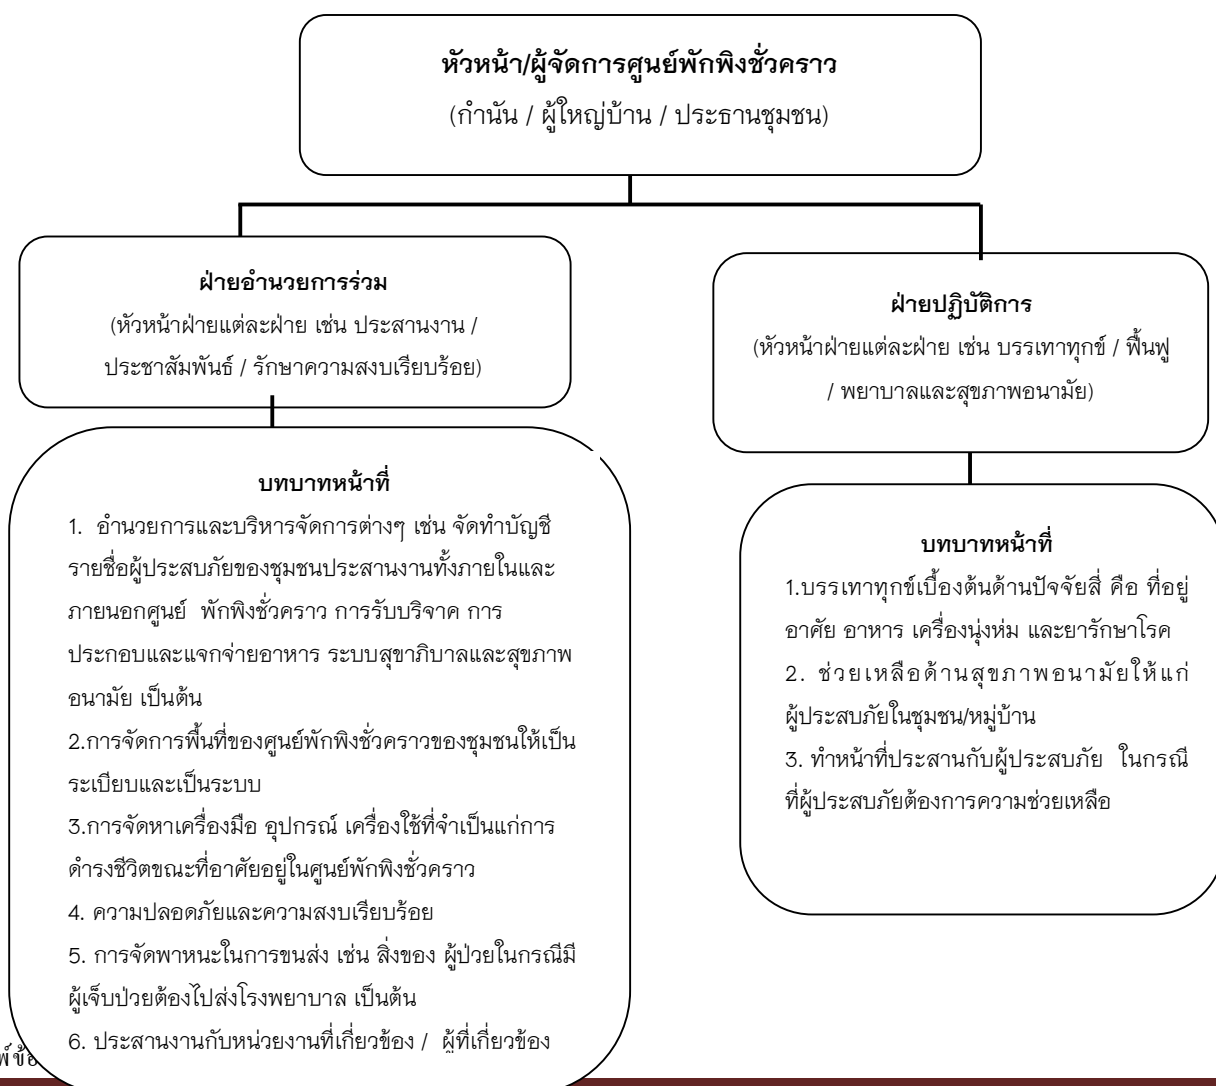 หัวหน้า/ผู้จัดการศูนย์พักพิงชั่วคราว
(กำนัน / ผู้ใหญ่บ้าน / ประธานชุมชน)
ฝ่ายอำนวยการร่วม
(หัวหน้าฝ่ายแต่ละฝ่าย เช่น ประสานงาน /
ประชาสัมพันธ์ / รักษาความสงบเรียบร้อย)
ฝ่ายปฏิบัติการ
(หัวหน้าฝ่ายแต่ละฝ่าย เช่น บรรเทาทุกข์ / ฟื้นฟู
/ พยาบาลและสุขภาพอนามัย)
บทบาทหน้าที่
1. อำนวยการและบริหารจัดการต่างๆ เช่น จัดทำบัญชี
รายชื่อผู้ประสบภัยของชุมชนประสานงานทั้งภายในและ
ภายนอกศูนย์ พักพิงชั่วคราว การรับบริจาค การ
ประกอบและแจกจ่ายอาหาร ระบบสุขาภิบาลและสุขภาพ
อนามัย เป็นต้น
2.การจัดการพื้นที่ของศูนย์พักพิงชั่วคราวของชุมชนให้เป็น
ระเบียบและเป็นระบบ
3.การจัดหาเครื่องมือ อุปกรณ์ เครื่องใช้ที่จำเป็นแก่การ
ดำรงชีวิตขณะที่อาศัยอยู่ในศูนย์พักพิงชั่วคราว
4. ความปลอดภัยและความสงบเรียบร้อย
5. การจัดพาหนะในการขนส่ง เช่น สิ่งของ ผู้ป่วยในกรณีมี
ผู้เจ็บป่วยต้องไปส่งโรงพยาบาล เป็นต้น
6. ประสานงานกับหน่วยงานที่เกี่ยวข้อง / ผู้ที่เกี่ยวข้อง
บทบาทหน้าที่
1.บรรเทาทุกข์เบื้องต้นด้านปัจจัยสี่ คือ ที่อยู่
อาศัย อาหาร เครื่องนุ่งห่ม และยารักษาโรค
2. ช่วยเหลือด้านสุขภาพอนามัยให้แก่
ผู้ประสบภัยในชุมชน/หมู่บ้าน
3. ทำหน้าที่ประสานกับผู้ประสบภัย ในกรณี
ที่ผู้ประสบภัยต้องการความช่วยเหลือ